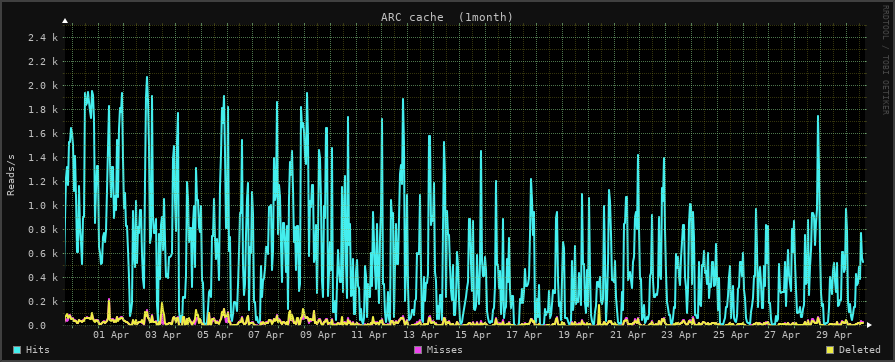 ARC cache (1month)
RRDTOOL / TOBI OETIKER
Reads/s
2.4 k
2.2 k
2.0 k
1.8 k
1.6 k
1.4 k
1.2 k
1.0 k
0.8 k
0.6 k
0.4 k
0.2 k
0.0
01 Apr 03 Apr 05 Apr 07 Apr 09 Apr 11 Apr 13 Apr 15 Apr 17 Apr 19 Apr 21 Apr 23 Apr 25 Apr 27 Apr 29 Apr
Hits Misses Deleted